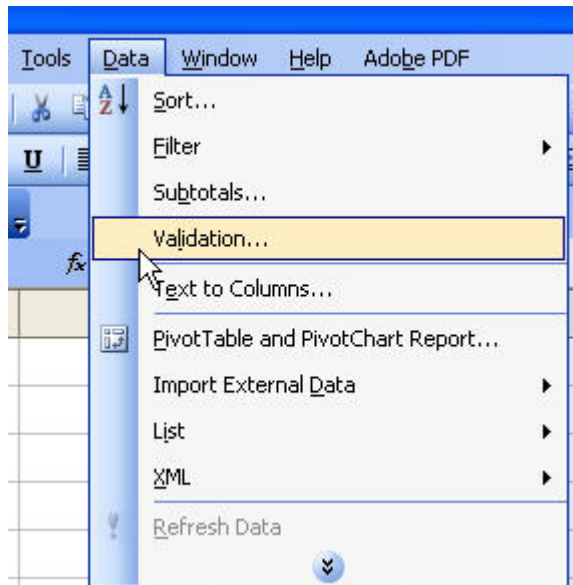 Tools Data Window Help Adobe PDF
A Z Sort...
U Filter
Subtotals...
Validation...
fx
Text to Columns...
PivotTable and PivotChart Report...
Import External Data
List
XML
Refresh Data